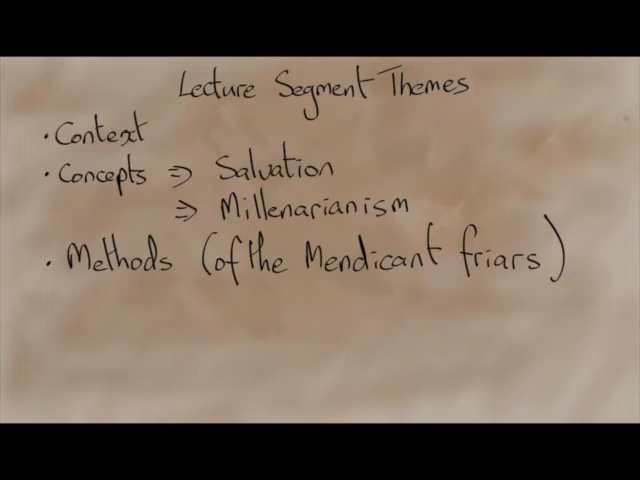 Lecture Segment Themes
· Context
· Concepts ⇒ Salvation
⇒ Millenarianism
· Methods (of the Mendicant friars)